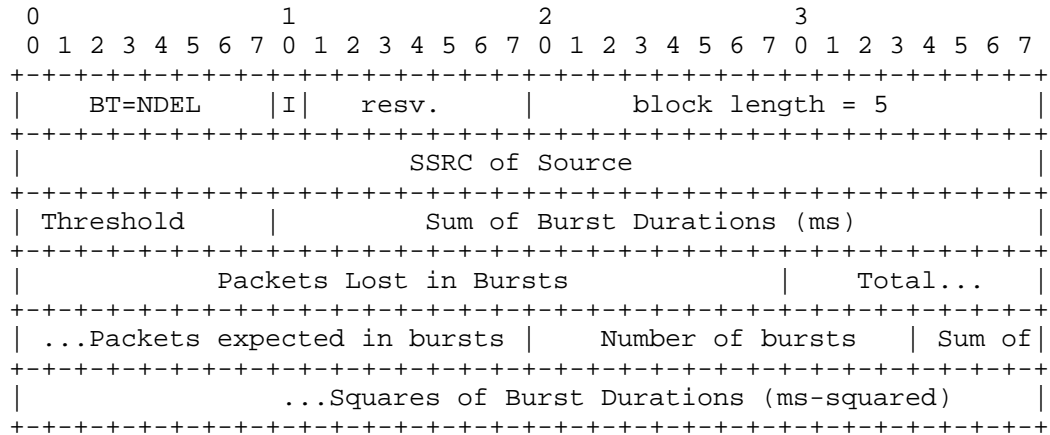 0                   1                   2                   3
0 1 2 3 4 5 6 7 0 1 2 3 4 5 6 7 0 1 2 3 4 5 6 7 0 1 2 3 4 5 6 7
+-+-+-+-+-+-+-+-+-+-+-+-+-+-+-+-+-+-+-+-+-+-+-+-+-+-+-+-+-+-+-+-+
|    BT=NDEL    |I|   resv.     |      block length = 5         |
+-+-+-+-+-+-+-+-+-+-+-+-+-+-+-+-+-+-+-+-+-+-+-+-+-+-+-+-+-+-+-+-+
|                        SSRC of Source                         |
+-+-+-+-+-+-+-+-+-+-+-+-+-+-+-+-+-+-+-+-+-+-+-+-+-+-+-+-+-+-+-+-+
| Threshold     |         Sum of Burst Durations (ms)           |
+-+-+-+-+-+-+-+-+-+-+-+-+-+-+-+-+-+-+-+-+-+-+-+-+-+-+-+-+-+-+-+-+
|            Packets Lost in Bursts             |    Total...   |
+-+-+-+-+-+-+-+-+-+-+-+-+-+-+-+-+-+-+-+-+-+-+-+-+-+-+-+-+-+-+-+-+
| ...Packets expected in bursts |    Number of bursts   | Sum of|
+-+-+-+-+-+-+-+-+-+-+-+-+-+-+-+-+-+-+-+-+-+-+-+-+-+-+-+-+-+-+-+-+
|                ...Squares of Burst Durations (ms-squared)     |
+-+-+-+-+-+-+-+-+-+-+-+-+-+-+-+-+-+-+-+-+-+-+-+-+-+-+-+-+-+-+-+-+